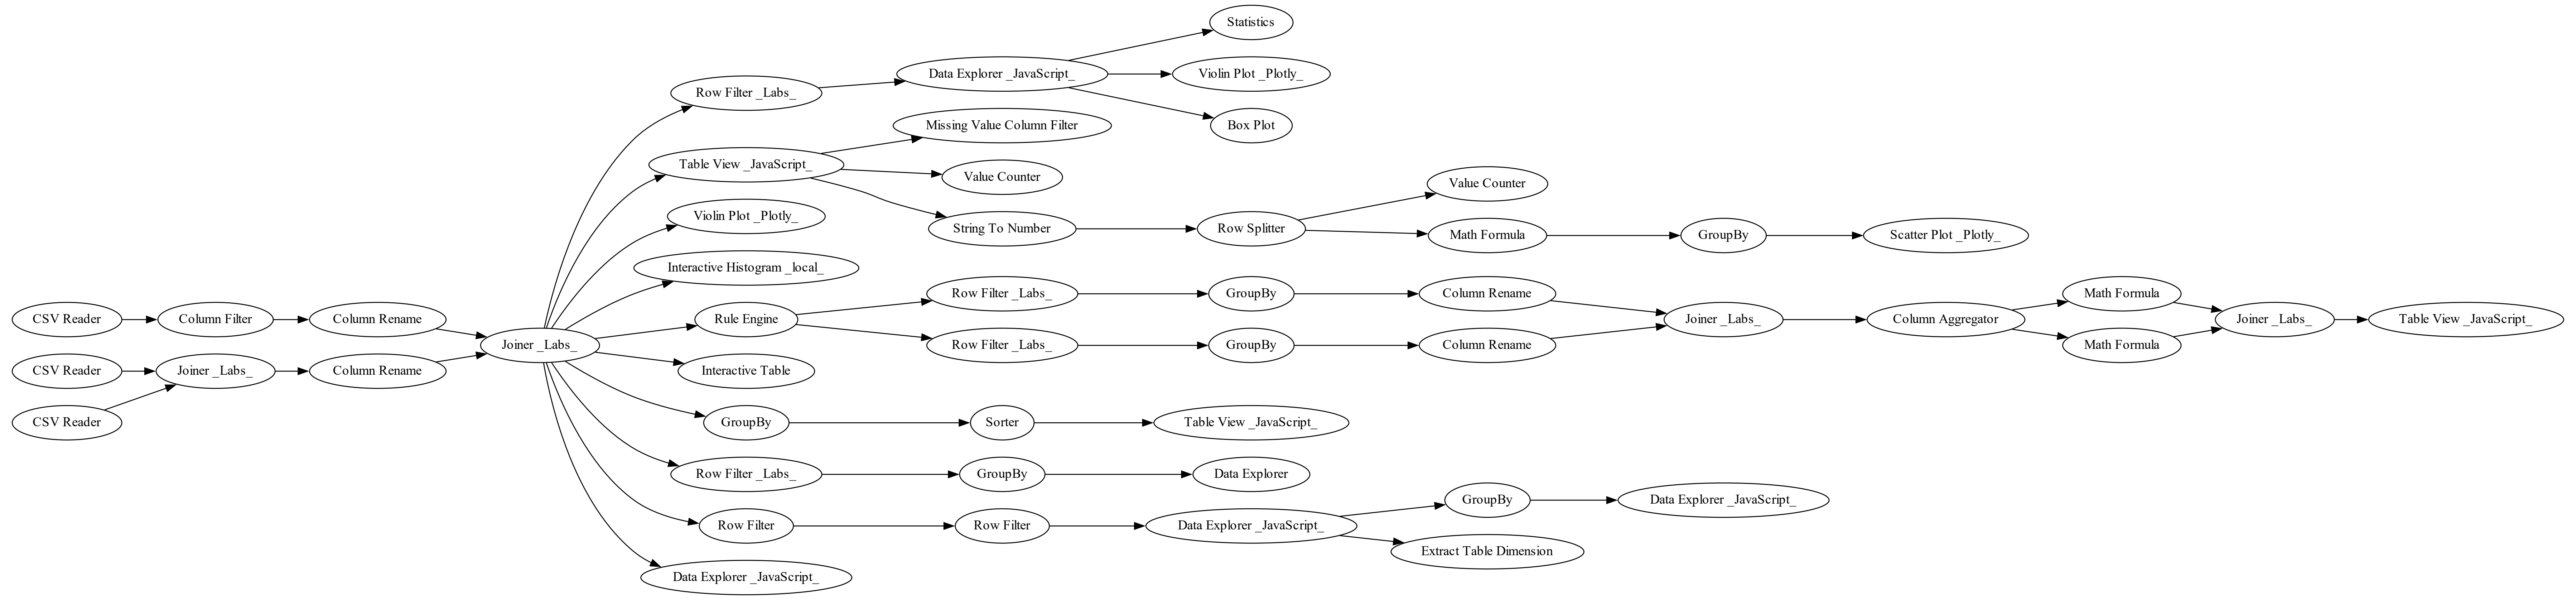 Statistics
Data Explorer _JavaScript_
Violin Plot _Plotly_
Row Filter _Labs_
Box Plot
Missing Value Column Filter
Table View _JavaScript_
Value Counter
Value Counter
Violin Plot _Plotly_
String To Number
Row Splitter
Math Formula
GroupBy
Scatter Plot _Plotly_
Interactive Histogram _local_
Row Filter _Labs_
GroupBy
Column Rename
Math Formula
CSV Reader
Column Filter
Column Rename
Rule Engine
Joiner _Labs_
Column Aggregator
Joiner _Labs_
Table View _JavaScript_
Joiner _Labs_
Row Filter _Labs_
GroupBy
Column Rename
Math Formula
CSV Reader
Joiner _Labs_
Column Rename
Interactive Table
CSV Reader
GroupBy
Sorter
Table View _JavaScript_
Row Filter _Labs_
GroupBy
Data Explorer
GroupBy
Data Explorer _JavaScript_
Row Filter
Row Filter
Data Explorer _JavaScript_
Extract Table Dimension
Data Explorer _JavaScript_